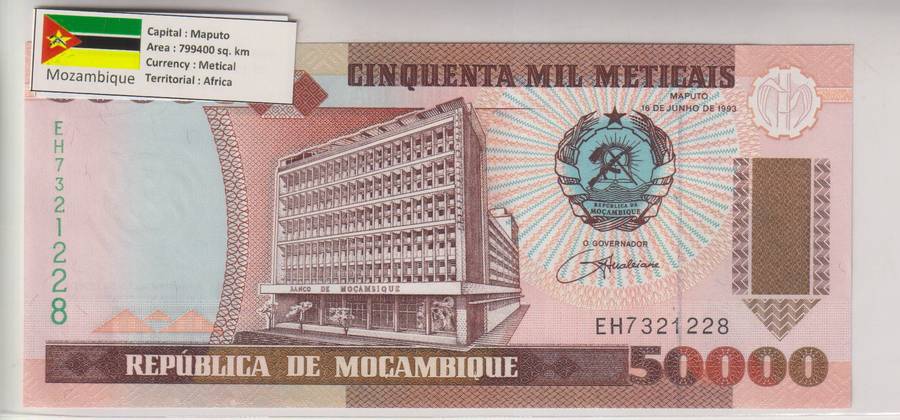 Mozambique
Capital : Maputo
Area : 799400 sq. km
Currency : Metical
Territorial : Africa
CINQUENTA MIL METICAIS
MAPUTO,
16 DE JUNHO DE 1993
EH7321228
REPÚBLICA DE
MOÇAMBIQUE
O GOVERNADOR
BANCO DE MOÇAMBIQUE
EH7321228
REPÚBLICA DE MOÇAMBIQUE
50000